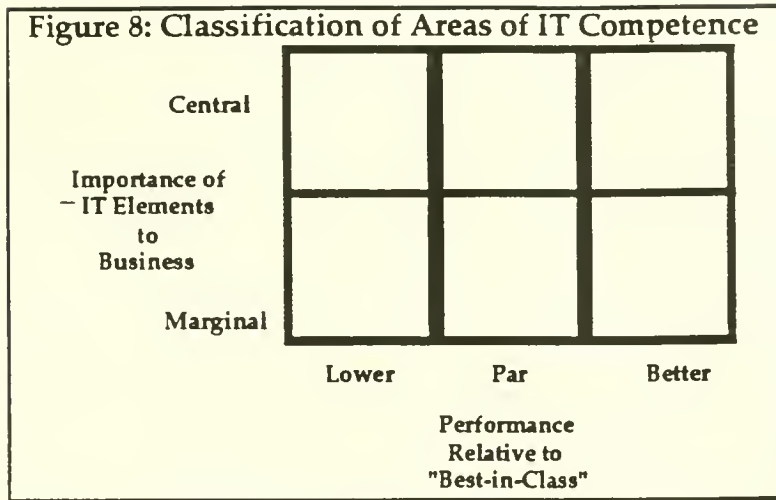 Figure 8: Classification of Areas of IT Competence
Central
Importance of
IT Elements
to
Business
Marginal
Lower Par Better
Performance
Relative to
"Best-in-Class"